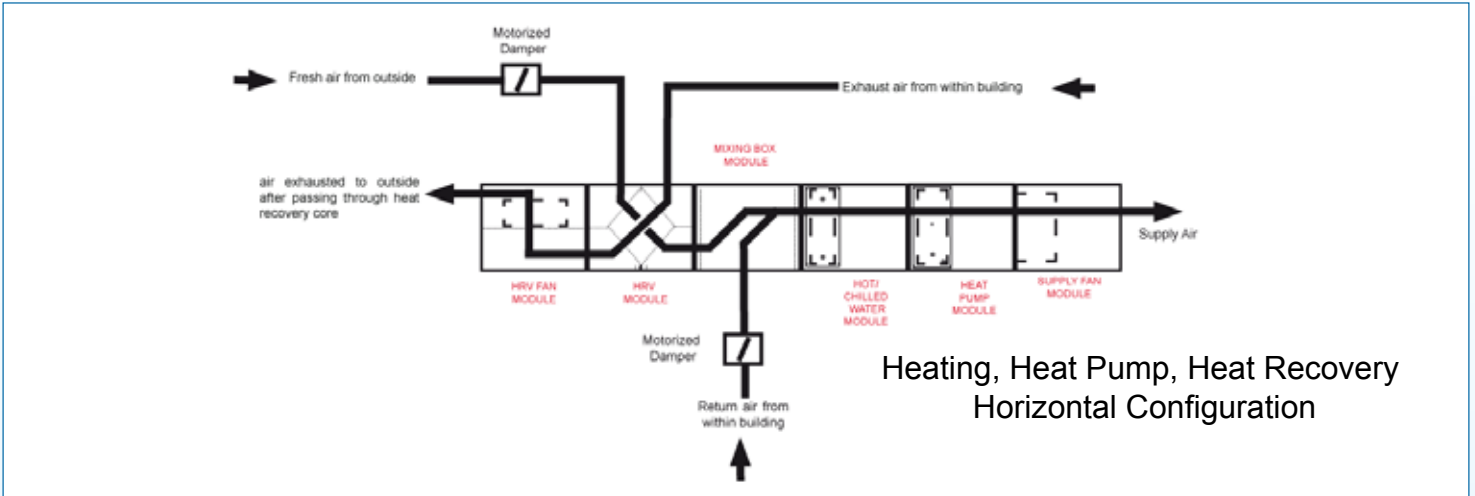 Motorized
Damper
Fresh air from outside
Exhaust air from within building
MIXING BOX
MODULE
air exhausted to outside
after passing through heat
recovery core
Supply Air
HRV FAN
MODULE
HRV
MODULE
HOT/
CHILLED
WATER
MODULE
HEAT
PUMP
MODULE
SUPPLY FAN
MODULE
Motorized
Damper
Heating, Heat Pump, Heat Recovery
Horizontal Configuration
Return air from
within building